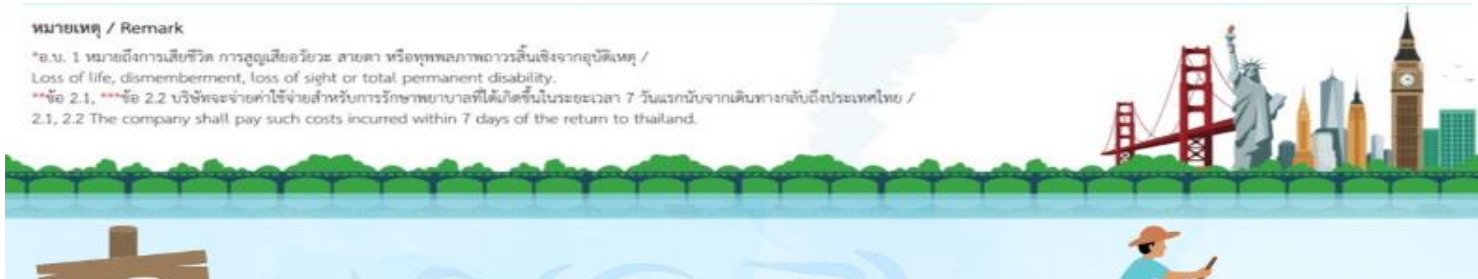 หมายเหตุ / Remark
*อ.บ. 1 หมายถึงการเสียชีวิต การสูญเสียอวัยวะ สายตา หรือทุพพลภาพถาวรสิ้นเชิงจากอุบัติเหตุ /
Loss of life, dismemberment, loss of sight or total permanent disability.
**ข้อ 2.1, ***ข้อ 2.2 บริษัทจะจ่ายค่าใช้จ่ายสำหรับการรักษาพยาบาลที่ได้เกิดขึ้นในระยะเวลา 7 วันแรกนับจากเดินทางกลับถึงประเทศไทย /
2.1, 2.2 The company shall pay such costs incurred within 7 days of the return to thailand.